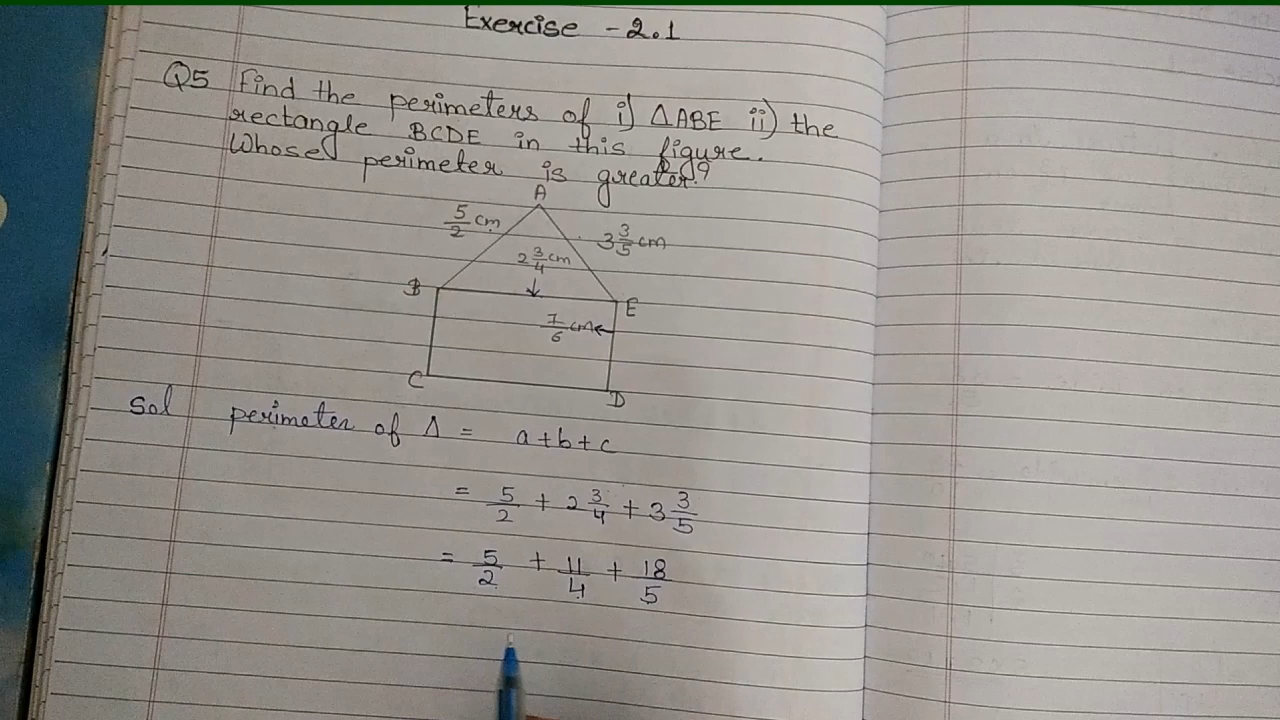 Exercise - 2.1
Q5 Find the perimeters of i) △ABE ii) the
rectangle BCDE in this figure.
Whose perimeter is greater?
A
5/2 cm
3 3/5 cm
2 3/4 cm
B
E
7/6 cm
C
D
Sol perimeter of △ = a+b+c
= 5/2 + 2 3/4 + 3 3/5
= 5/2 + 11/4 + 18/5